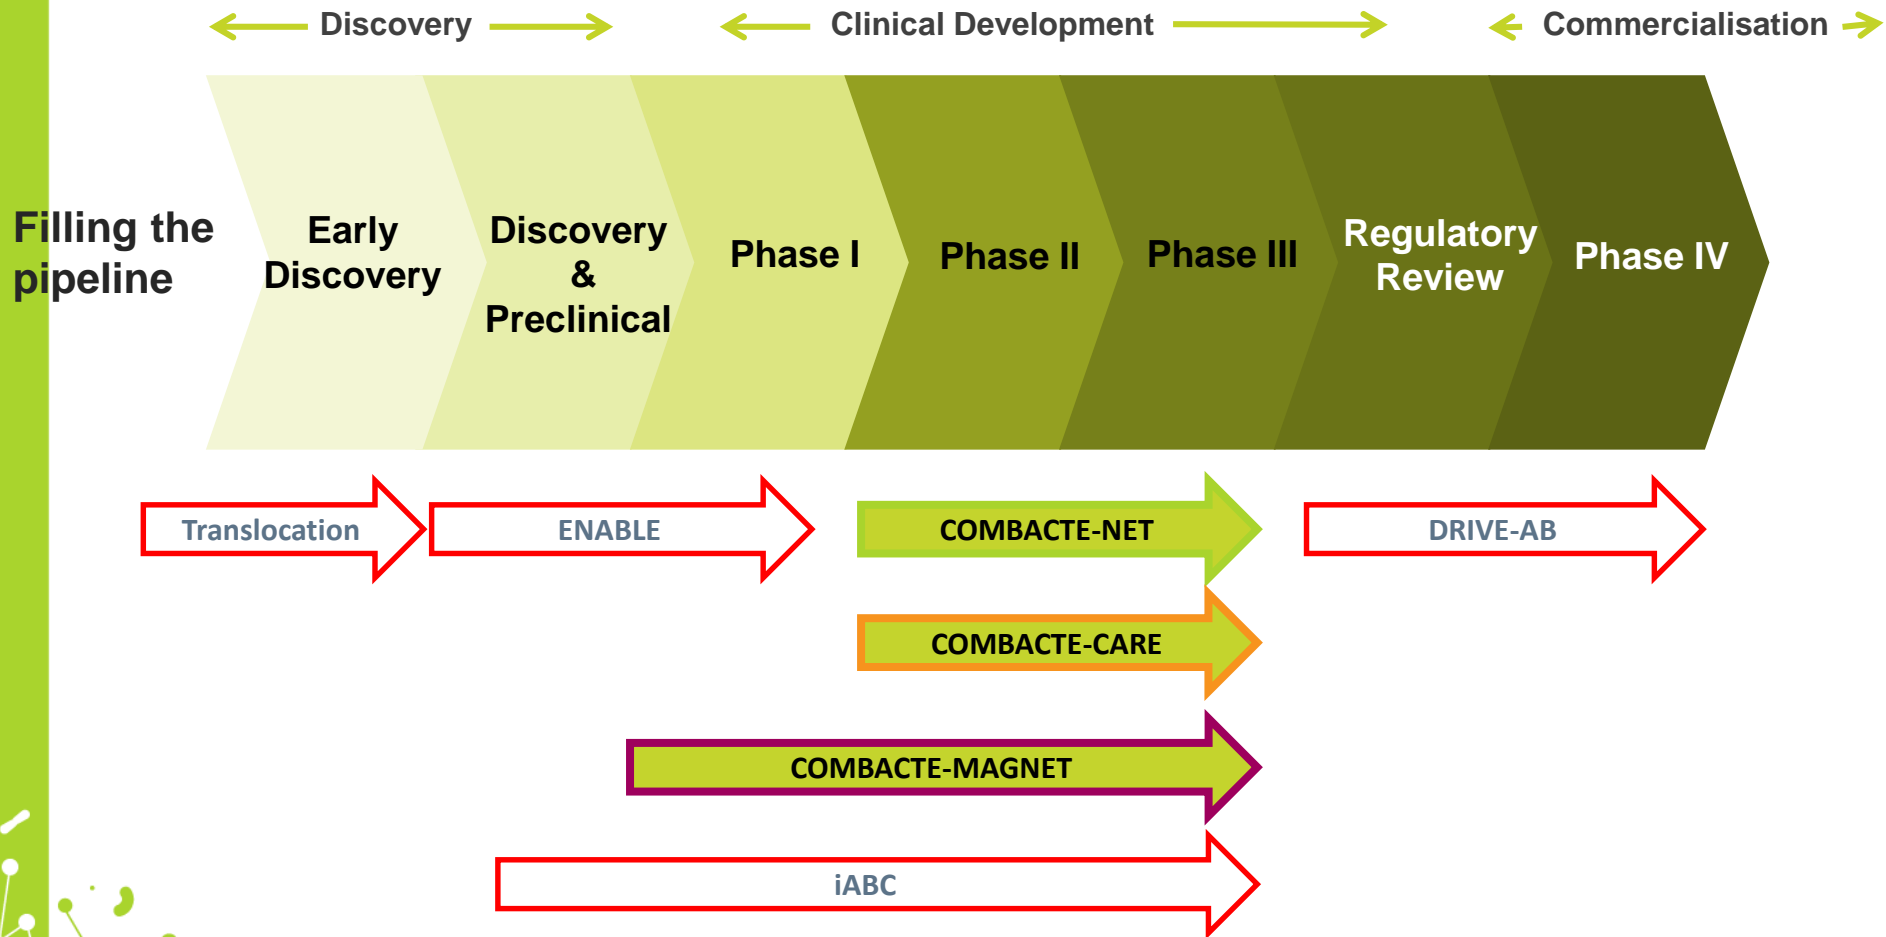 Discovery
Clinical Development
Commercialisation
Filling the
pipeline
Early
Discovery
Discovery
&
Preclinical
Phase I
Phase II
Phase III
Regulatory
Review
Phase IV
Translocation
ENABLE
COMBACTE-NET
DRIVE-AB
COMBACTE-CARE
COMBACTE-MAGNET
iABC